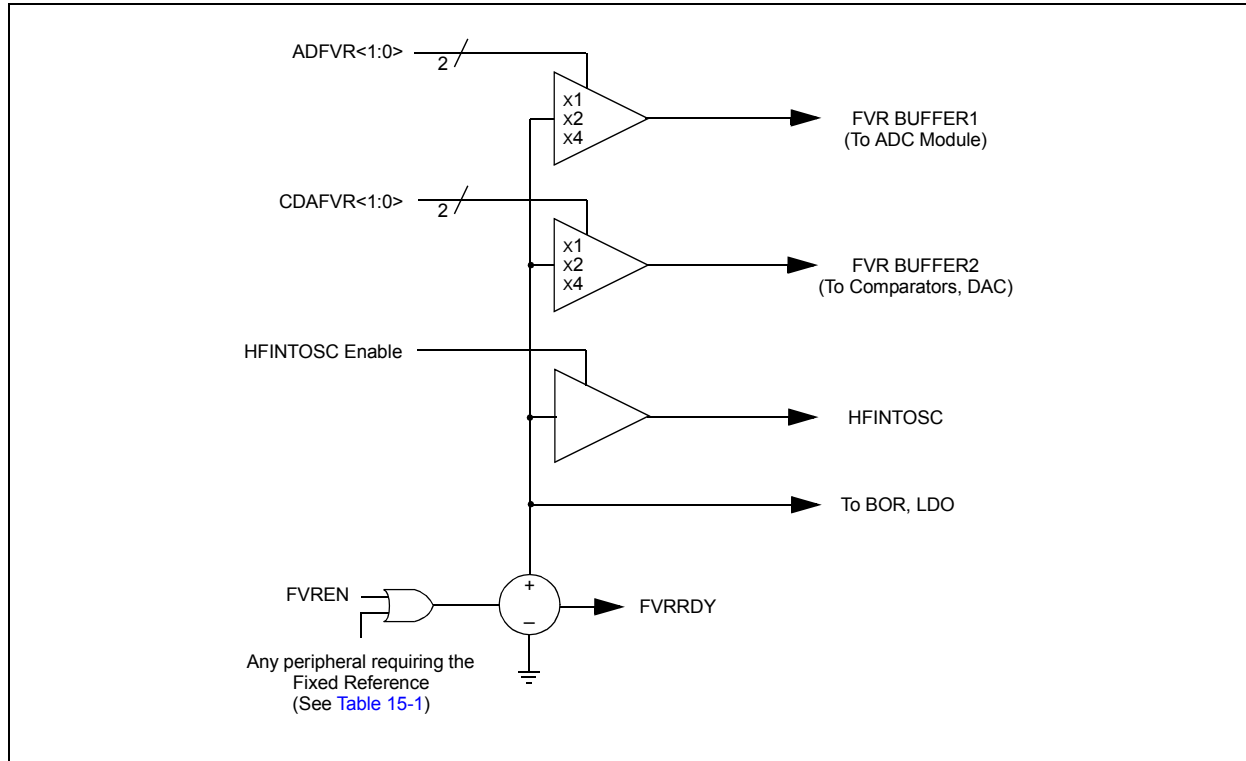 ADFVR<1:0>
2
x1
x2
x4
FVR BUFFER1
(To ADC Module)
CDAFVR<1:0>
2
x1
x2
x4
FVR BUFFER2
(To Comparators, DAC)
HFINTOSC Enable
HFINTOSC
To BOR, LDO
FVREN
+
_
FVRRDY
Any peripheral requiring the
Fixed Reference
(See Table 15-1)